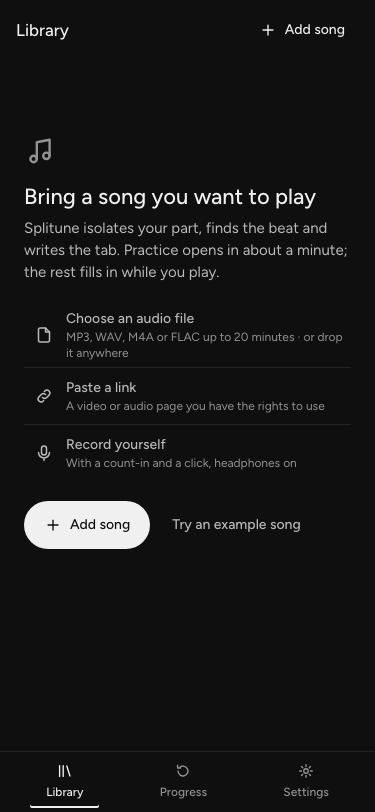 Library
Add song
Bring a song you want to play
Splitune isolates your part, finds the beat and
writes the tab. Practice opens in about a minute;
the rest fills in while you play.
Choose an audio file
MP3, WAV, M4A or FLAC up to 20 minutes · or drop
it anywhere
Paste a link
A video or audio page you have the rights to use
Record yourself
With a count-in and a click, headphones on
Add song
Try an example song
Library
Progress
Settings